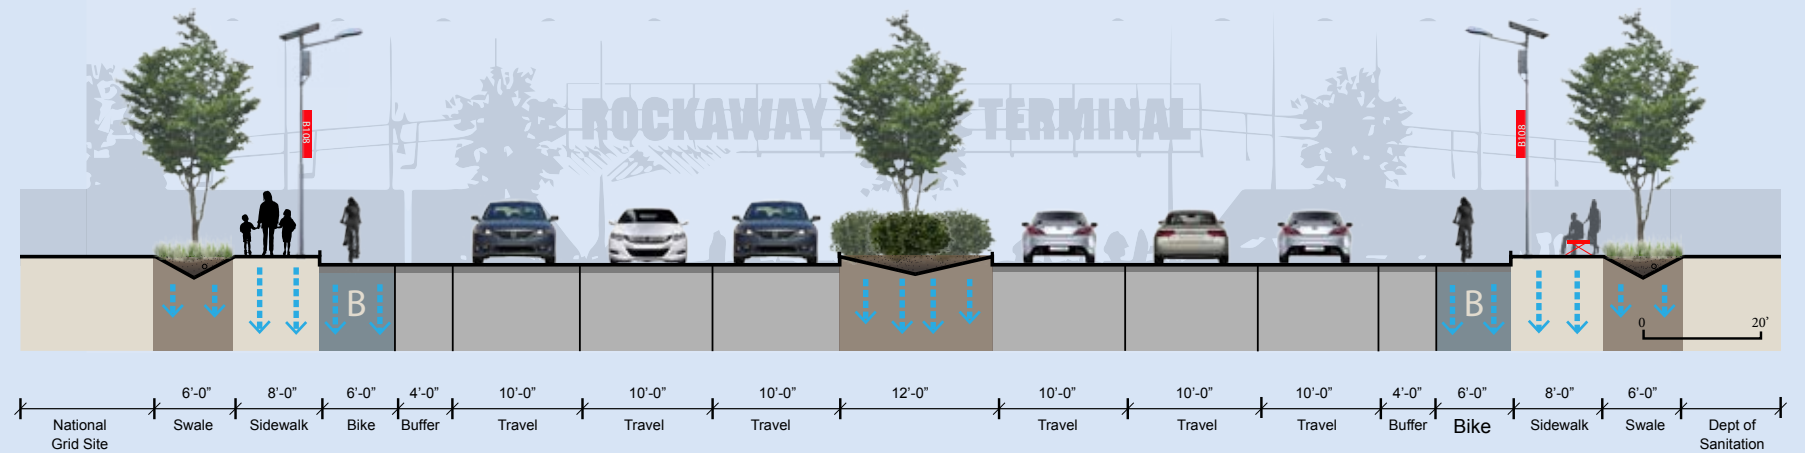 ROCKAWAY
TERMINAL
B108
B108
B
B
0
20’
6’-0”
8’-0”
6’-0”
4’-0”
10’-0”
10’-0”
10’-0”
12’-0”
10’-0”
10’-0”
10’-0”
4’-0”
6’-0”
8’-0”
6’-0”
National
Grid Site
Swale
Sidewalk
Bike
Buffer
Travel
Travel
Travel
Travel
Travel
Travel
Buffer
Bike
Sidewalk
Swale
Dept of
Sanitation